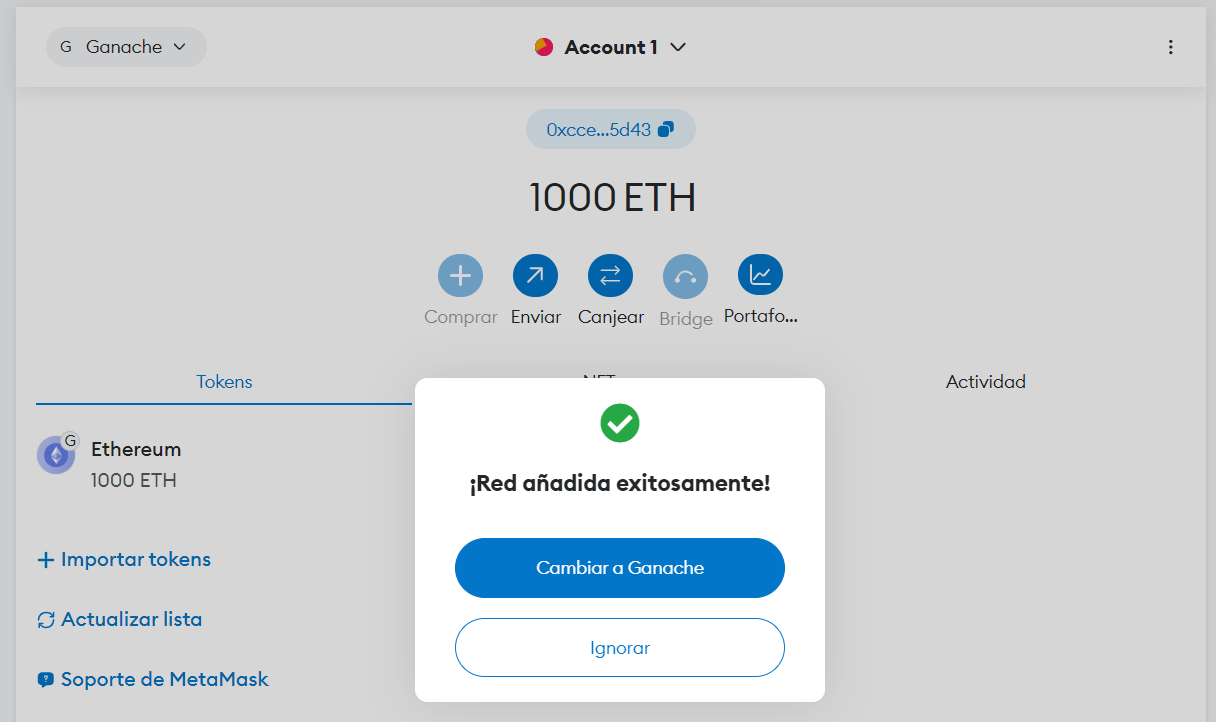 G Ganache
Account 1
0xcce...5d43
1000 ETH
Comprar Enviar Canjear Bridge Portafo...
Tokens
Actividad
G
Ethereum
1000 ETH
¡Red añadida exitosamente!
Importar tokens
Cambiar a Ganache
Actualizar lista
Ignorar
Soporte de MetaMask